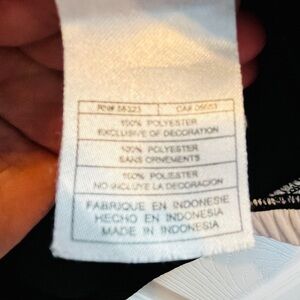 RN# 56323 CA# 05553
100% POLYESTER
EXCLUSIVE OF DECORATION
100% POLYESTER
SANS ORNEMENTS
100% POLIESTER
NO INCLUYE LA DECORACION
FABRIQUE EN INDONESIE
HECHO EN INDONESIA
MADE IN INDONESIA